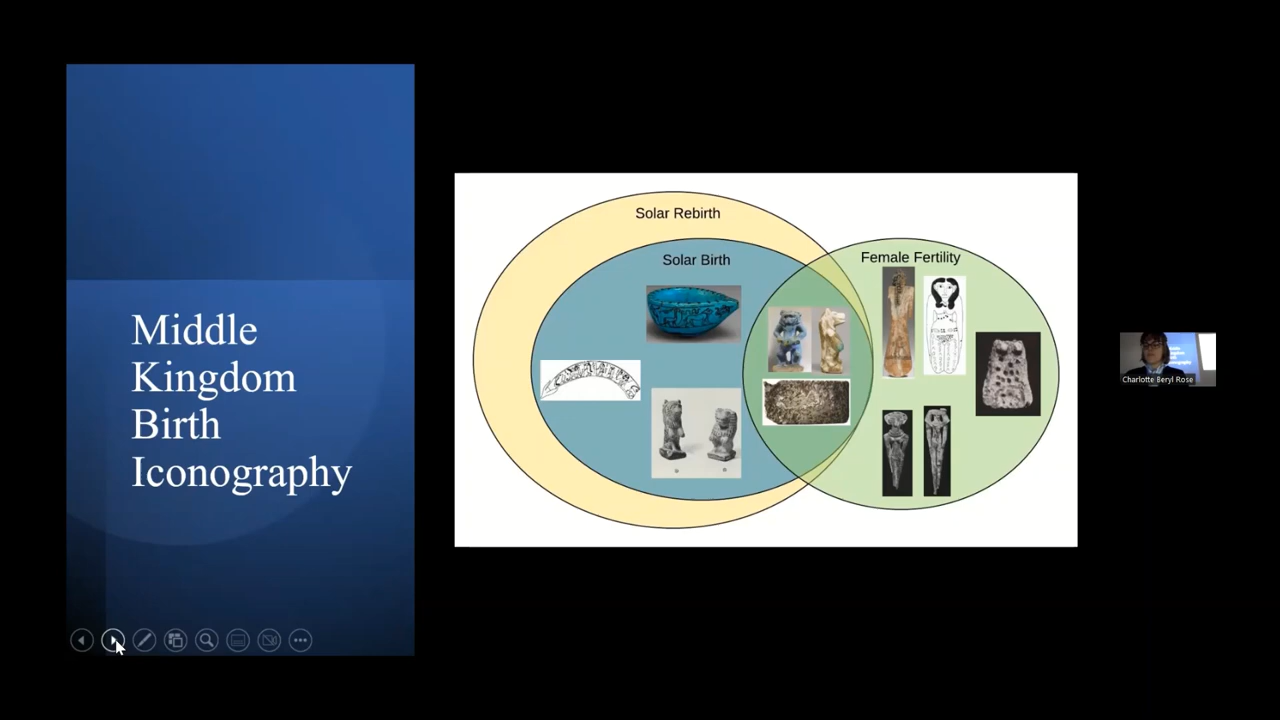 Middle
Kingdom
Birth
Iconography
Solar Rebirth
Solar Birth
Female Fertility
Charlotte Beryl Rose